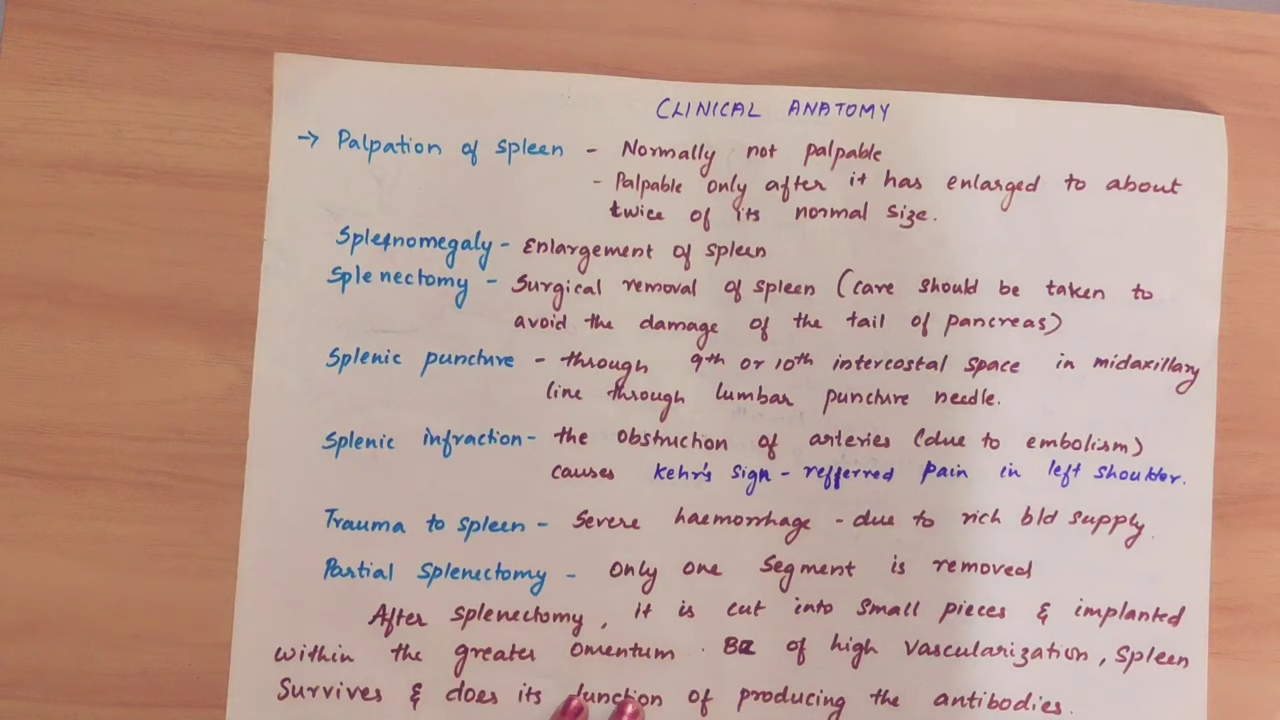 CLINICAL ANATOMY
→ Palpation of spleen - Normally not palpable
- Palpable only after it has enlarged to about
twice of its normal size.
Splenomegaly - Enlargement of spleen
Splenectomy - Surgical removal of spleen (care should be taken to
avoid the damage of the tail of pancreas)
Splenic puncture - through 9th or 10th intercostal space in midaxillary
line through lumbar puncture needle.
Splenic infraction - the obstruction of arteries (due to embolism)
causes Kehr's sign - refferred pain in left shoulder.
Trauma to spleen - Severe haemorrhage - due to rich bld supply.
Partial Splenectomy - Only one segment is removed
After splenectomy, it is cut into small pieces & implanted
within the greater omentum. Bz of high vascularization, spleen
Survives & does its function of producing the antibodies.